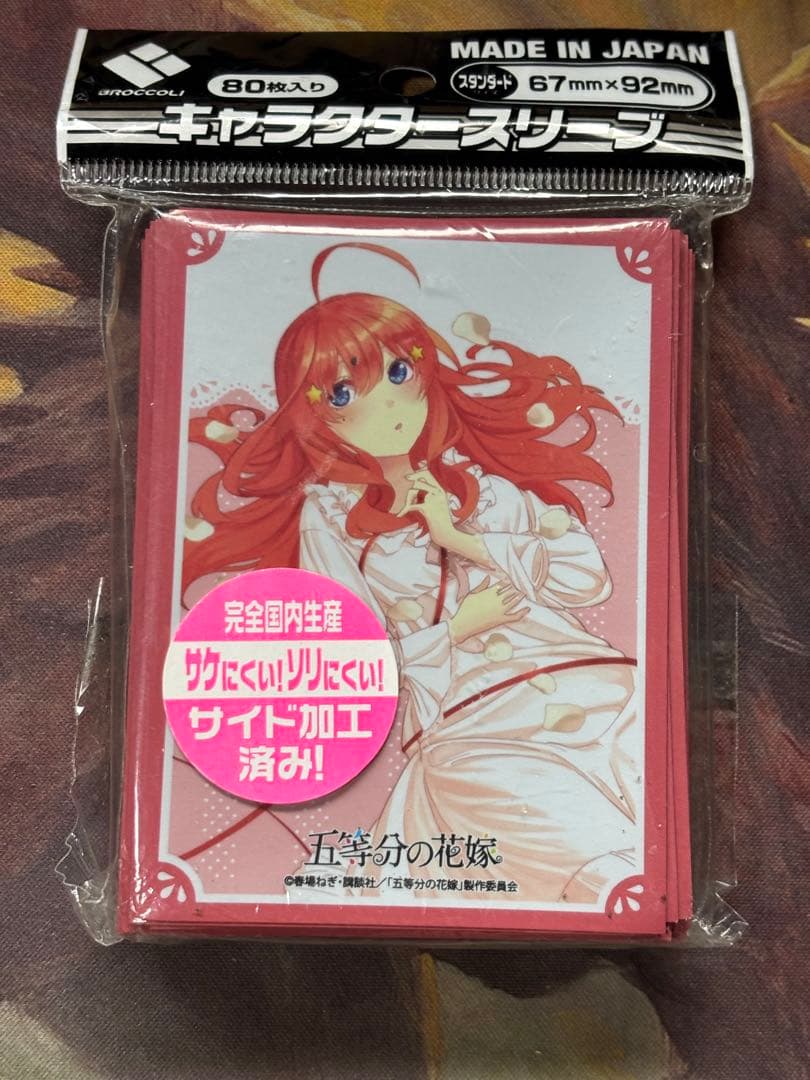 BROCCOLI
80枚入り
MADE IN JAPAN
スタンダード 67mm×92mm
キャラクタースリーブ
完全国内生産
サケにくい!ソリにくい!
サイド加工
済み!
五等分の花嫁
©春場ねぎ・講談社／「五等分の花嫁」製作委員会